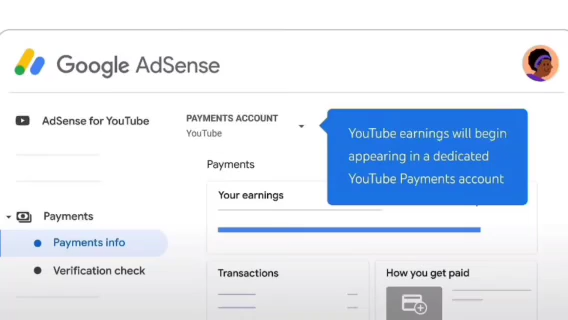 Google AdSense
AdSense for YouTube
PAYMENTS ACCOUNT
YouTube
YouTube earnings will begin
appearing in a dedicated
YouTube Payments account
Payments
Your earnings
Payments
Payments info
Verification check
Transactions
How you get paid